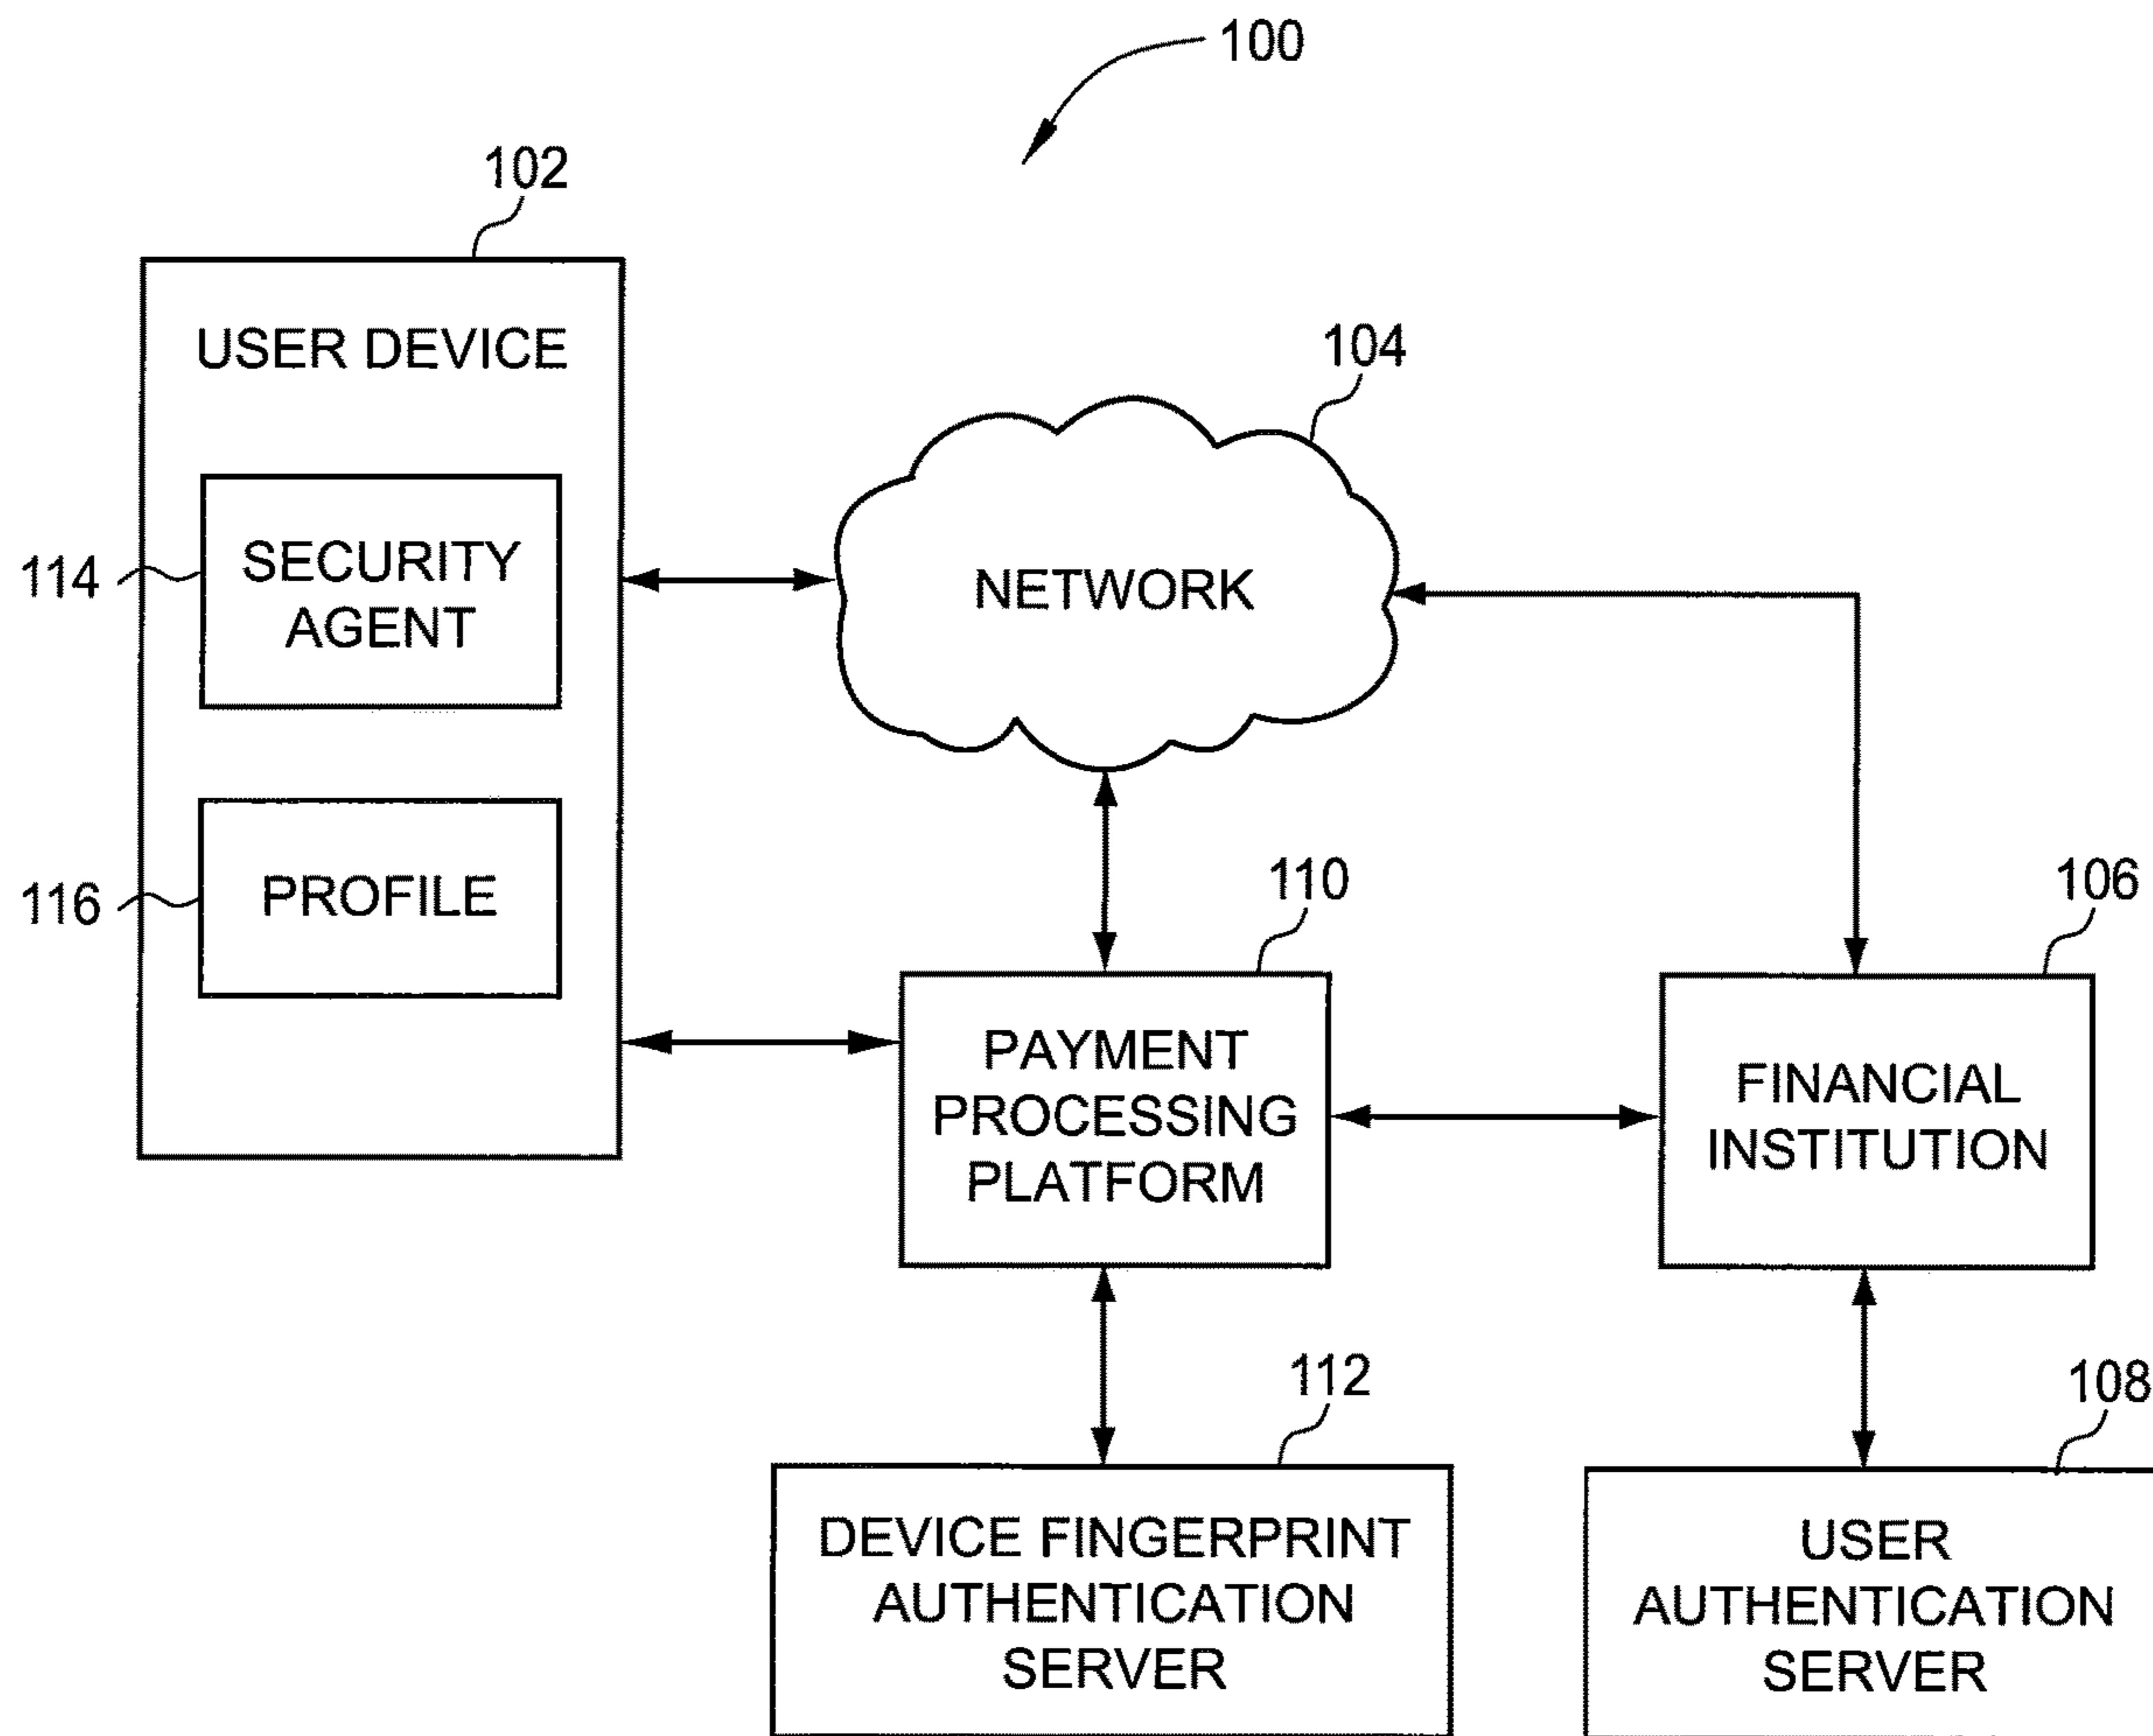 100
102
USER DEVICE
104
114
SECURITY
AGENT
NETWORK
116
PROFILE
110
106
PAYMENT
PROCESSING
PLATFORM
FINANCIAL
INSTITUTION
112
108
DEVICE FINGERPRINT
AUTHENTICATION
SERVER
USER
AUTHENTICATION
SERVER